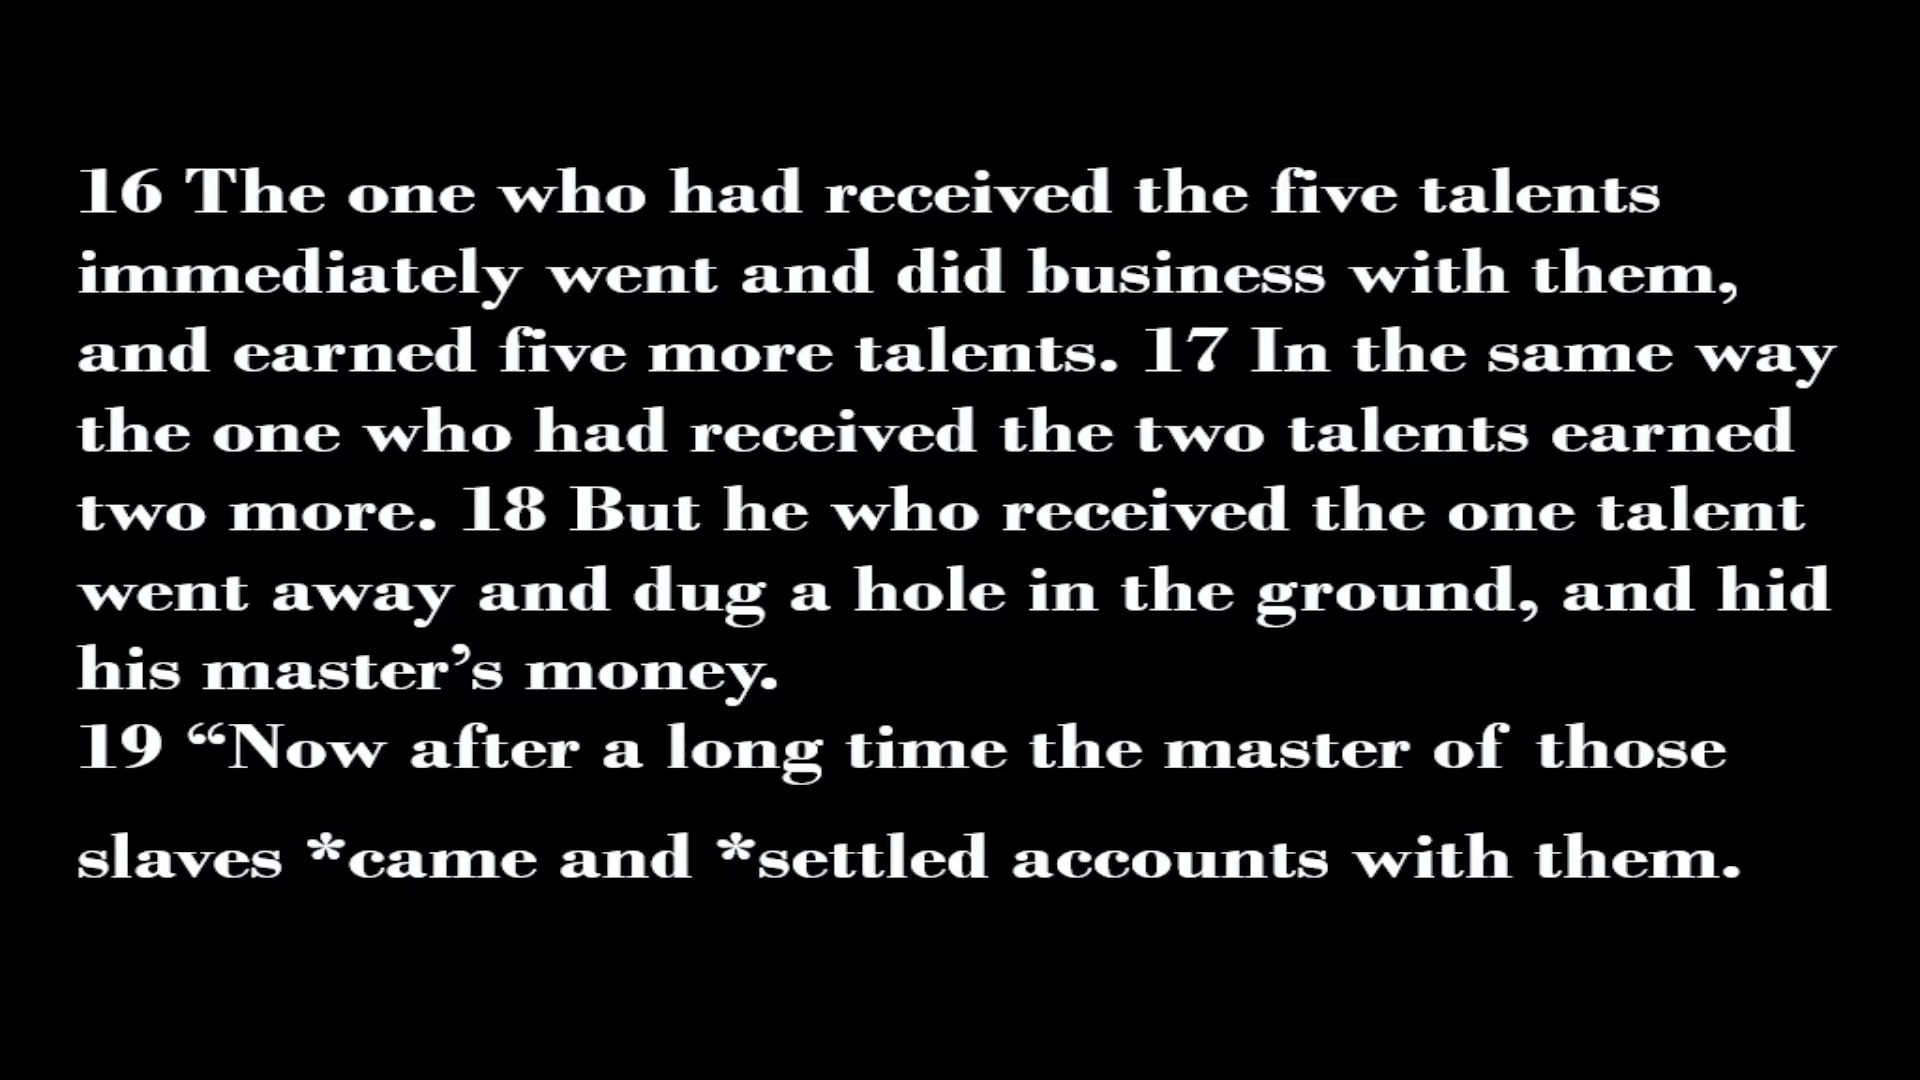 16 The one who had received the five talents
immediately went and did business with them,
and earned five more talents. 17 In the same way
the one who had received the two talents earned
two more. 18 But he who received the one talent
went away and dug a hole in the ground, and hid
his master’s money.
19 “Now after a long time the master of those
slaves *came and *settled accounts with them.